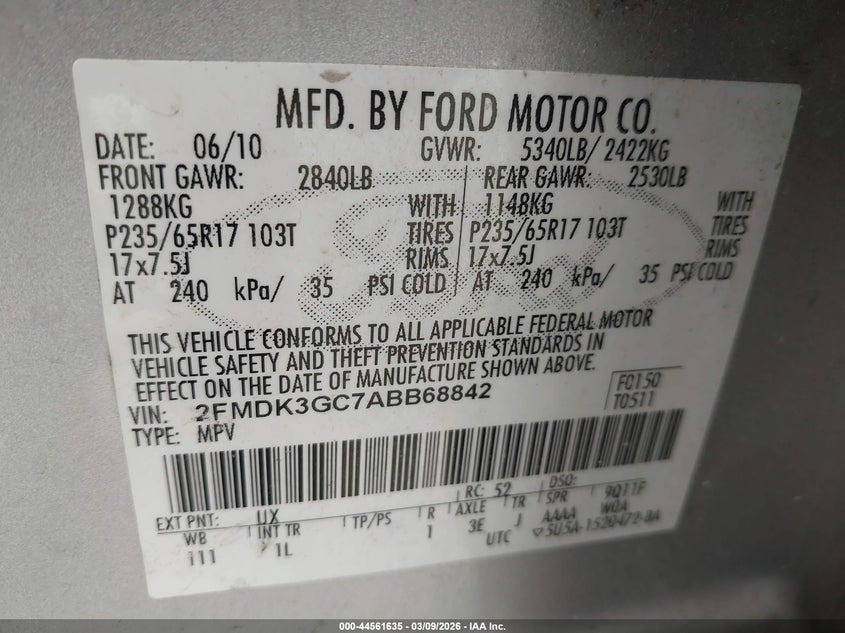 MFD. BY FORD MOTOR CO.
DATE: 06/10 GVWR: 5340LB/ 2422KG
FRONT GAWR: 2840LB REAR GAWR: 2530LB
1288KG WITH 1148KG WITH
P235/65R17 103T TIRES P235/65R17 103T TIRES
17x7.5J RIMS 17x7.5J RIMS
AT 240 kPa/ 35 PSI COLD AT 240 kPa/ 35 PSI COLD
Ford
THIS VEHICLE CONFORMS TO ALL APPLICABLE FEDERAL MOTOR
VEHICLE SAFETY AND THEFT PREVENTION STANDARDS IN
EFFECT ON THE DATE OF MANUFACTURE SHOWN ABOVE.
VIN: 2FMDK3GC7ABB68842 F0150
TYPE: MPV T0511
EXT PNT: UX RC: 52 DSO:
WB INT TR TP/PS R AXLE TR SPR 9Q11F
111 1L 1 3E J AAAA WOA
UTC ▽5U5A-1520472-BA
000-44561635 - 03/09/2026 - IAA Inc.